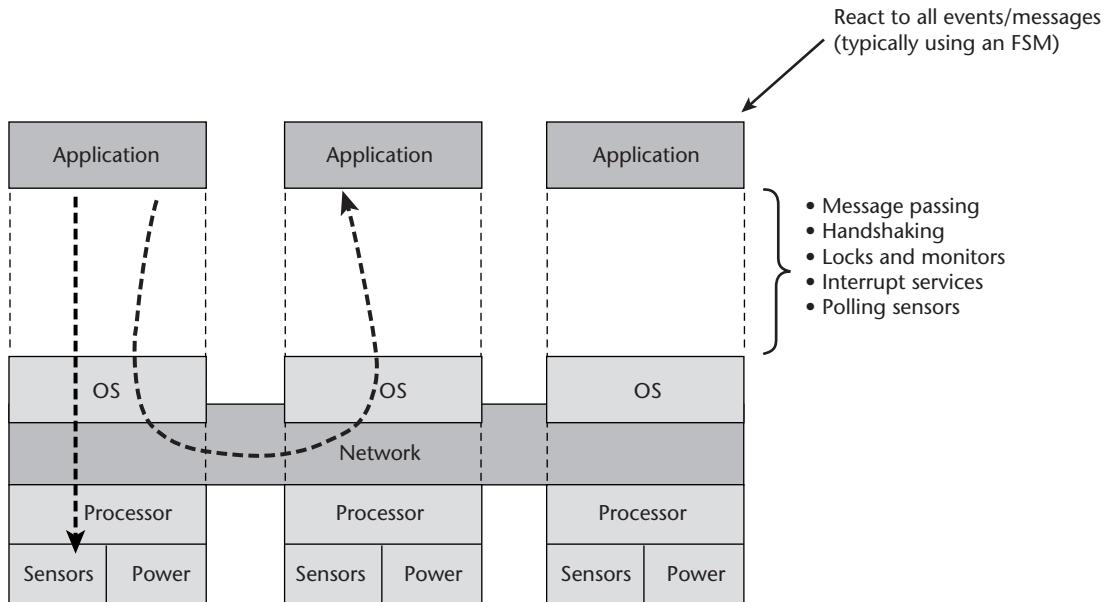 React to all events/messages
(typically using an FSM)
Application
Application
Application
• Message passing
• Handshaking
• Locks and monitors
• Interrupt services
• Polling sensors
OS
OS
OS
Network
Processor
Processor
Processor
Sensors
Power
Sensors
Power
Sensors
Power